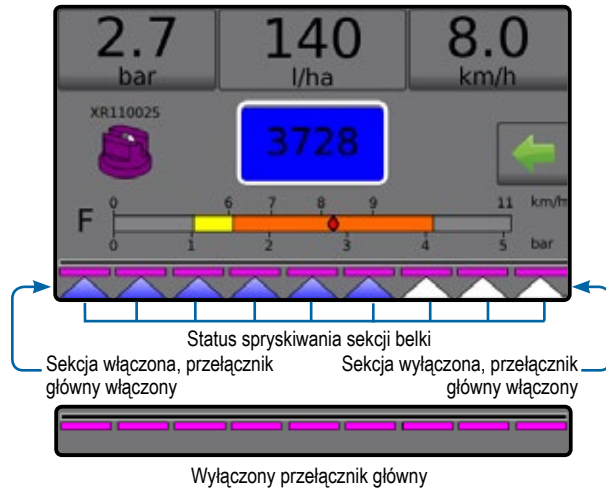 2.7 140 8.0
bar l/ha km/h
XR110025
3728
0 6 7 8 9 11 km/h
F
0 1 2 3 4 5 bar
Status spryskiwania sekcji belki
Sekcja włączona, przełącznik główny włączony
Sekcja wyłączona, przełącznik główny włączony
Wyłączony przełącznik główny